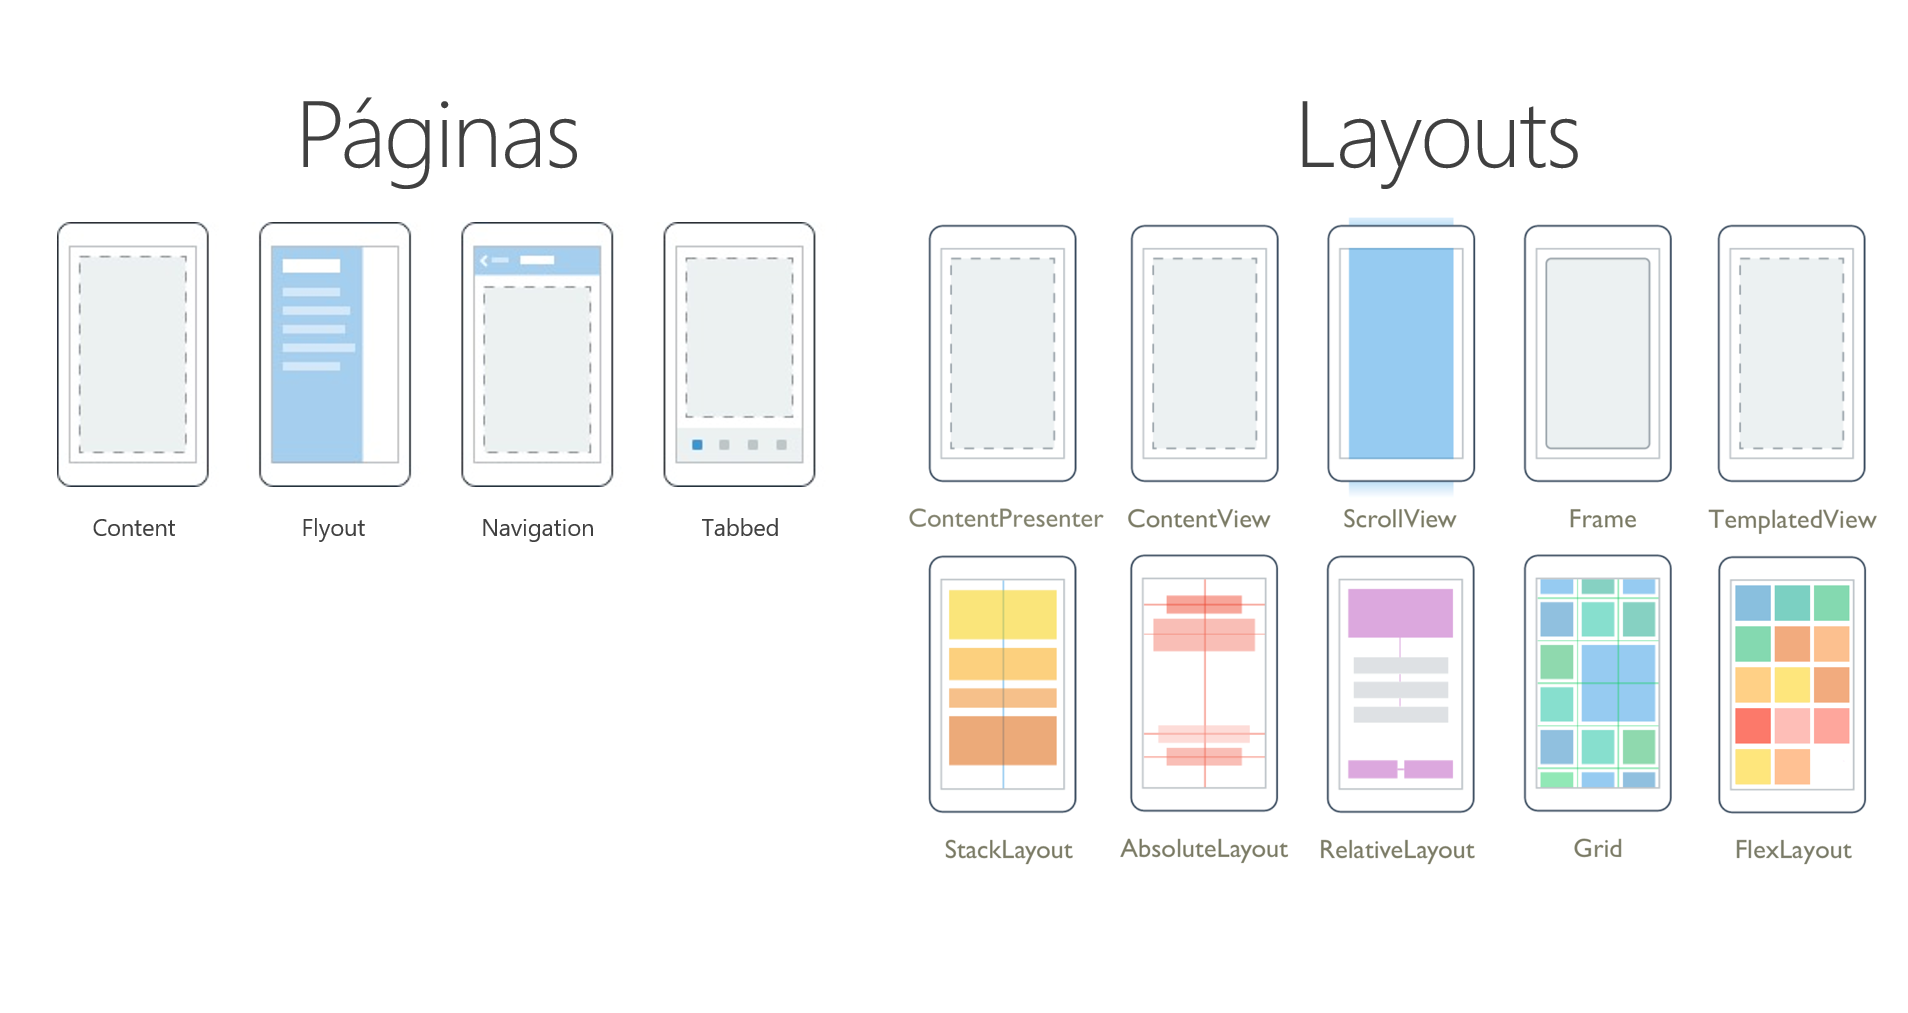 Páginas
Content
Flyout
Navigation
Tabbed
Layouts
ContentPresenter
ContentView
ScrollView
Frame
TemplatedView
StackLayout
AbsoluteLayout
RelativeLayout
Grid
FlexLayout